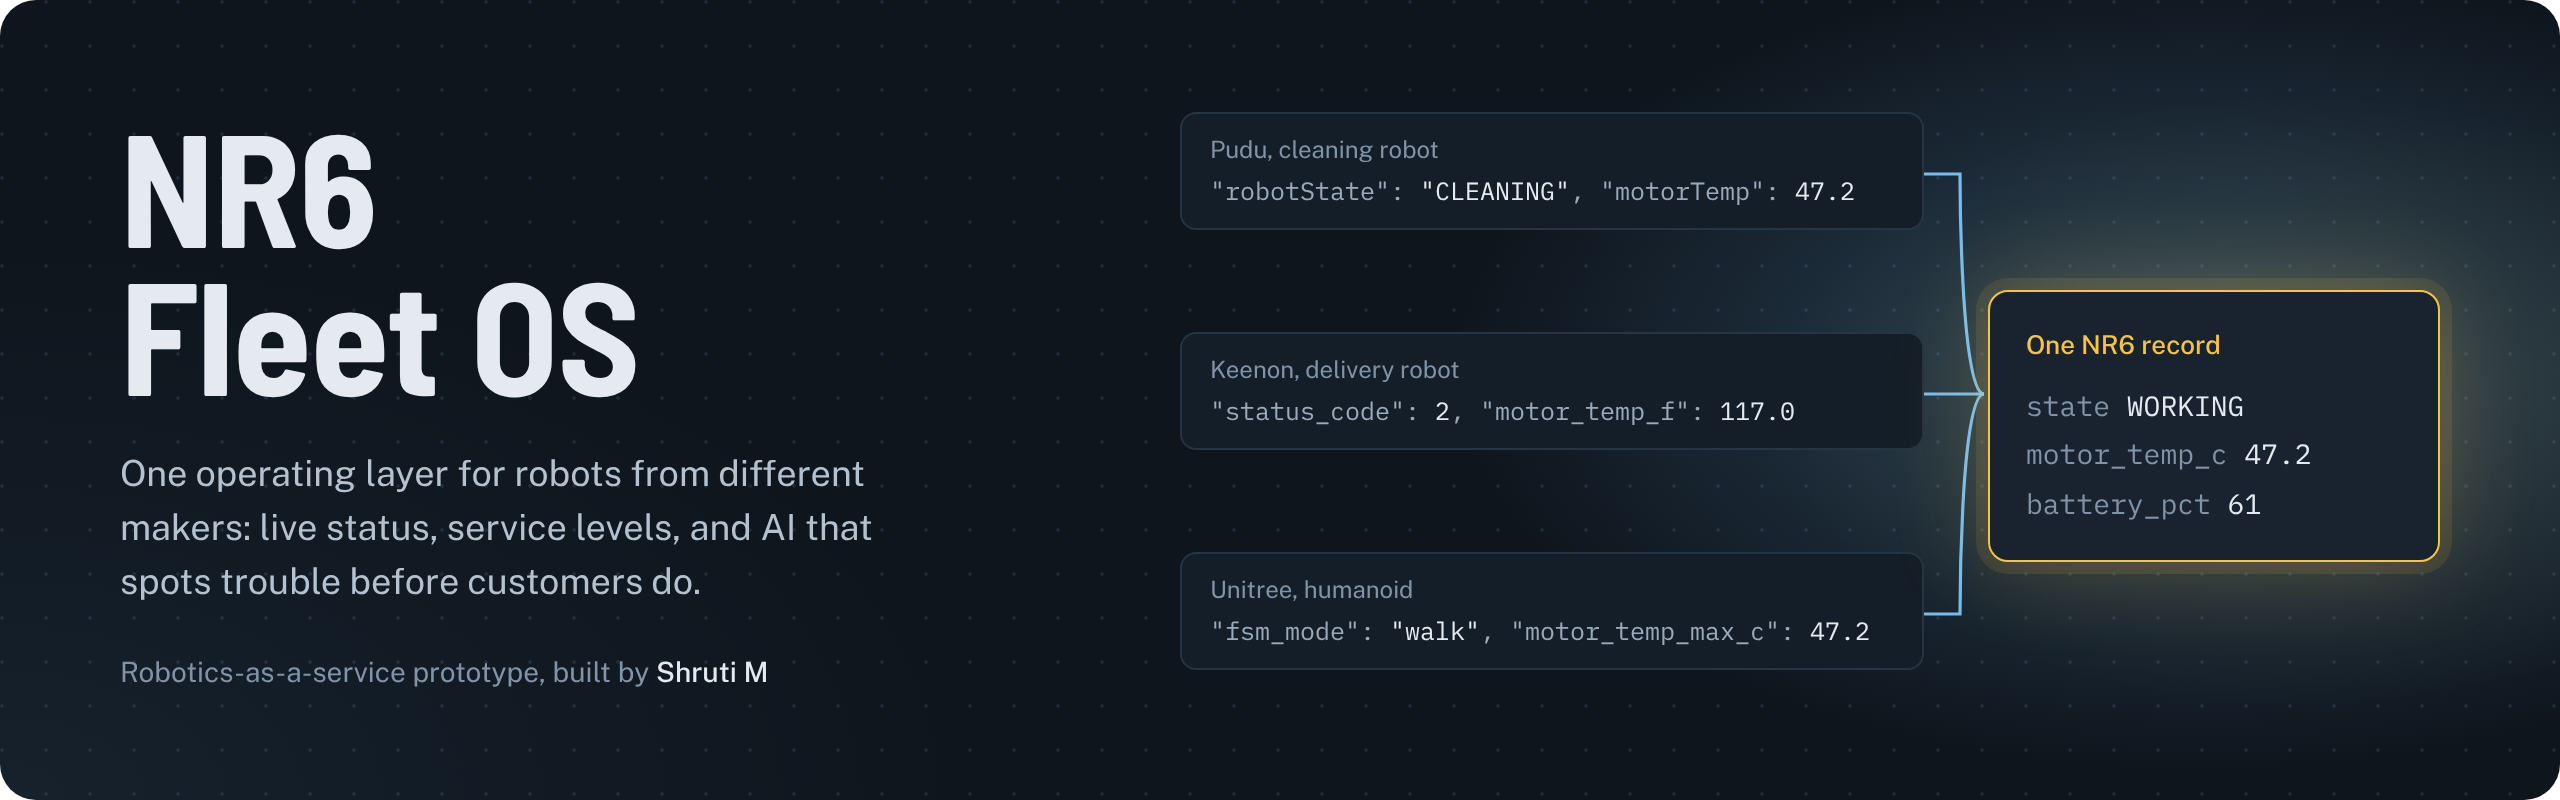 NR6
Fleet OS
One operating layer for robots from different
makers: live status, service levels, and AI that
spots trouble before customers do.
Robotics-as-a-service prototype, built by Shruti M
Pudu, cleaning robot
"robotState": "CLEANING", "motorTemp": 47.2
Keenon, delivery robot
"status_code": 2, "motor_temp_f": 117.0
Unitree, humanoid
"fsm_mode": "walk", "motor_temp_max_c": 47.2
One NR6 record
state WORKING
motor_temp_c 47.2
battery_pct 61